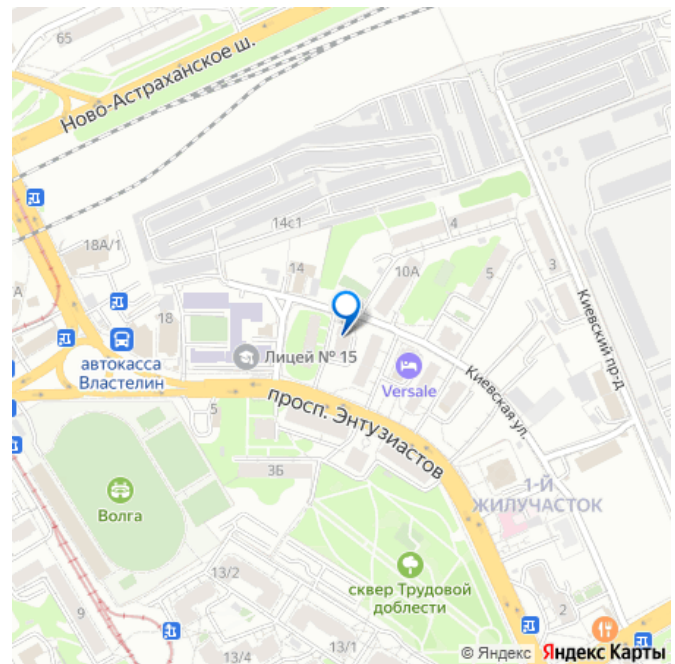 65
Ново-Астраханское ш.
14с1
4
18А/1
14
10А
5
3
А
18
Киевский пр-д
автокасса
Властелин
Лицей № 15
Versale
Киевская ул.
просп. Энтузиастов
5
3Б
1-Й
ЖИЛУЧАСТОК
Волга
13/2
сквер Трудовой
доблести
9
2
13/4
13/1
© Яндекс Яндекс Карты